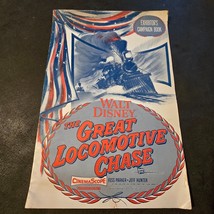 EXHIBITORS
CAMPAIGN BOOK
WALT
DISNEY
THE GREAT
LOCOMOTIVE
CHASE
CINEMASCOPE
FESS PARKER · JEFF HUNTER